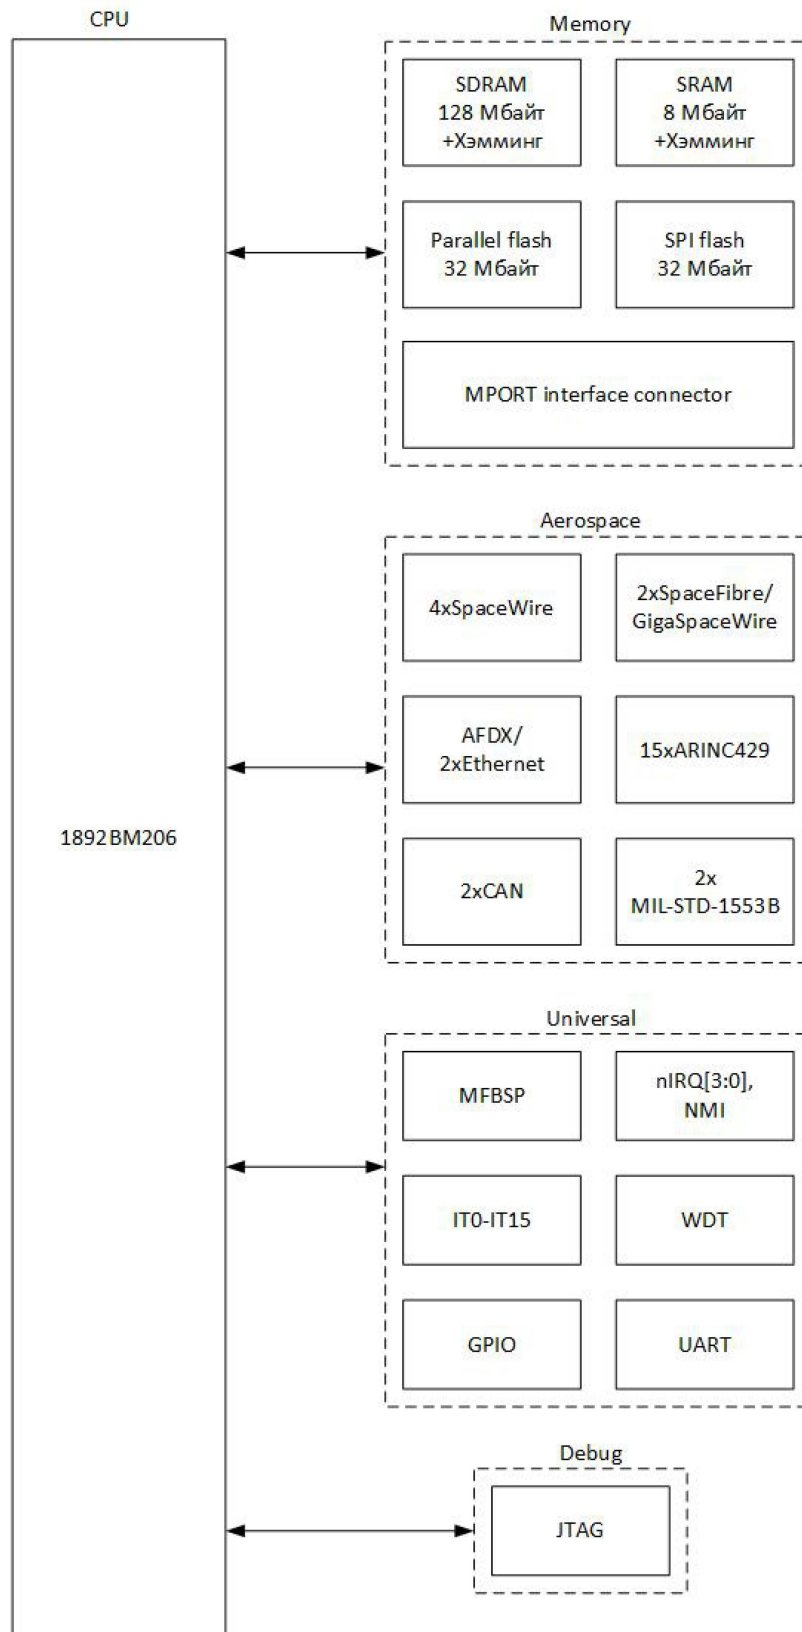 CPU
Memory
SDRAM
128 Мбайт
+Хэмминг
SRAM
8 Мбайт
+Хэмминг
Parallel flash
32 Мбайт
SPI flash
32 Мбайт
MPORT interface connector
Aerospace
4xSpaceWire
2xSpaceFibre/
GigaSpaceWire
AFDX/
2xEthernet
15xARINC429
1892ВМ206
2xCAN
2x
MIL-STD-1553B
Universal
MFBSP
nIRQ[3:0],
NMI
IT0-IT15
WDT
GPIO
UART
Debug
JTAG